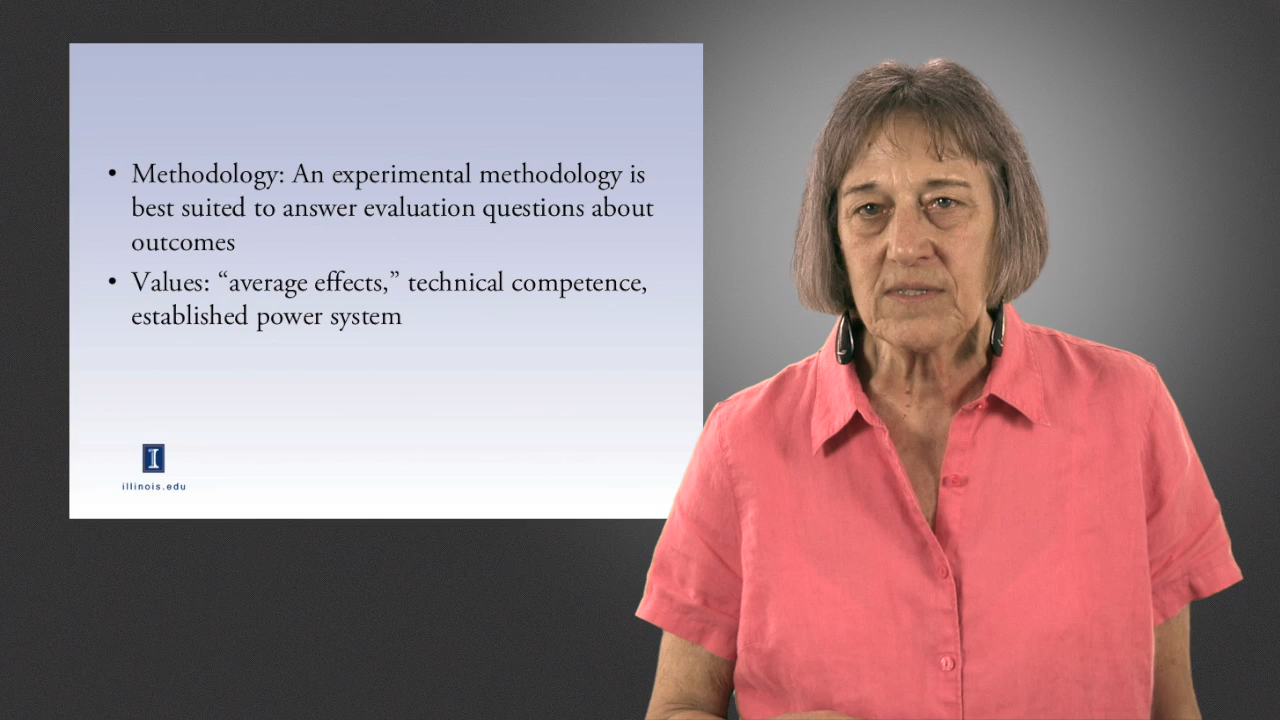 • Methodology: An experimental methodology is
best suited to answer evaluation questions about
outcomes
• Values: “average effects,” technical competence,
established power system
I
illinois.edu